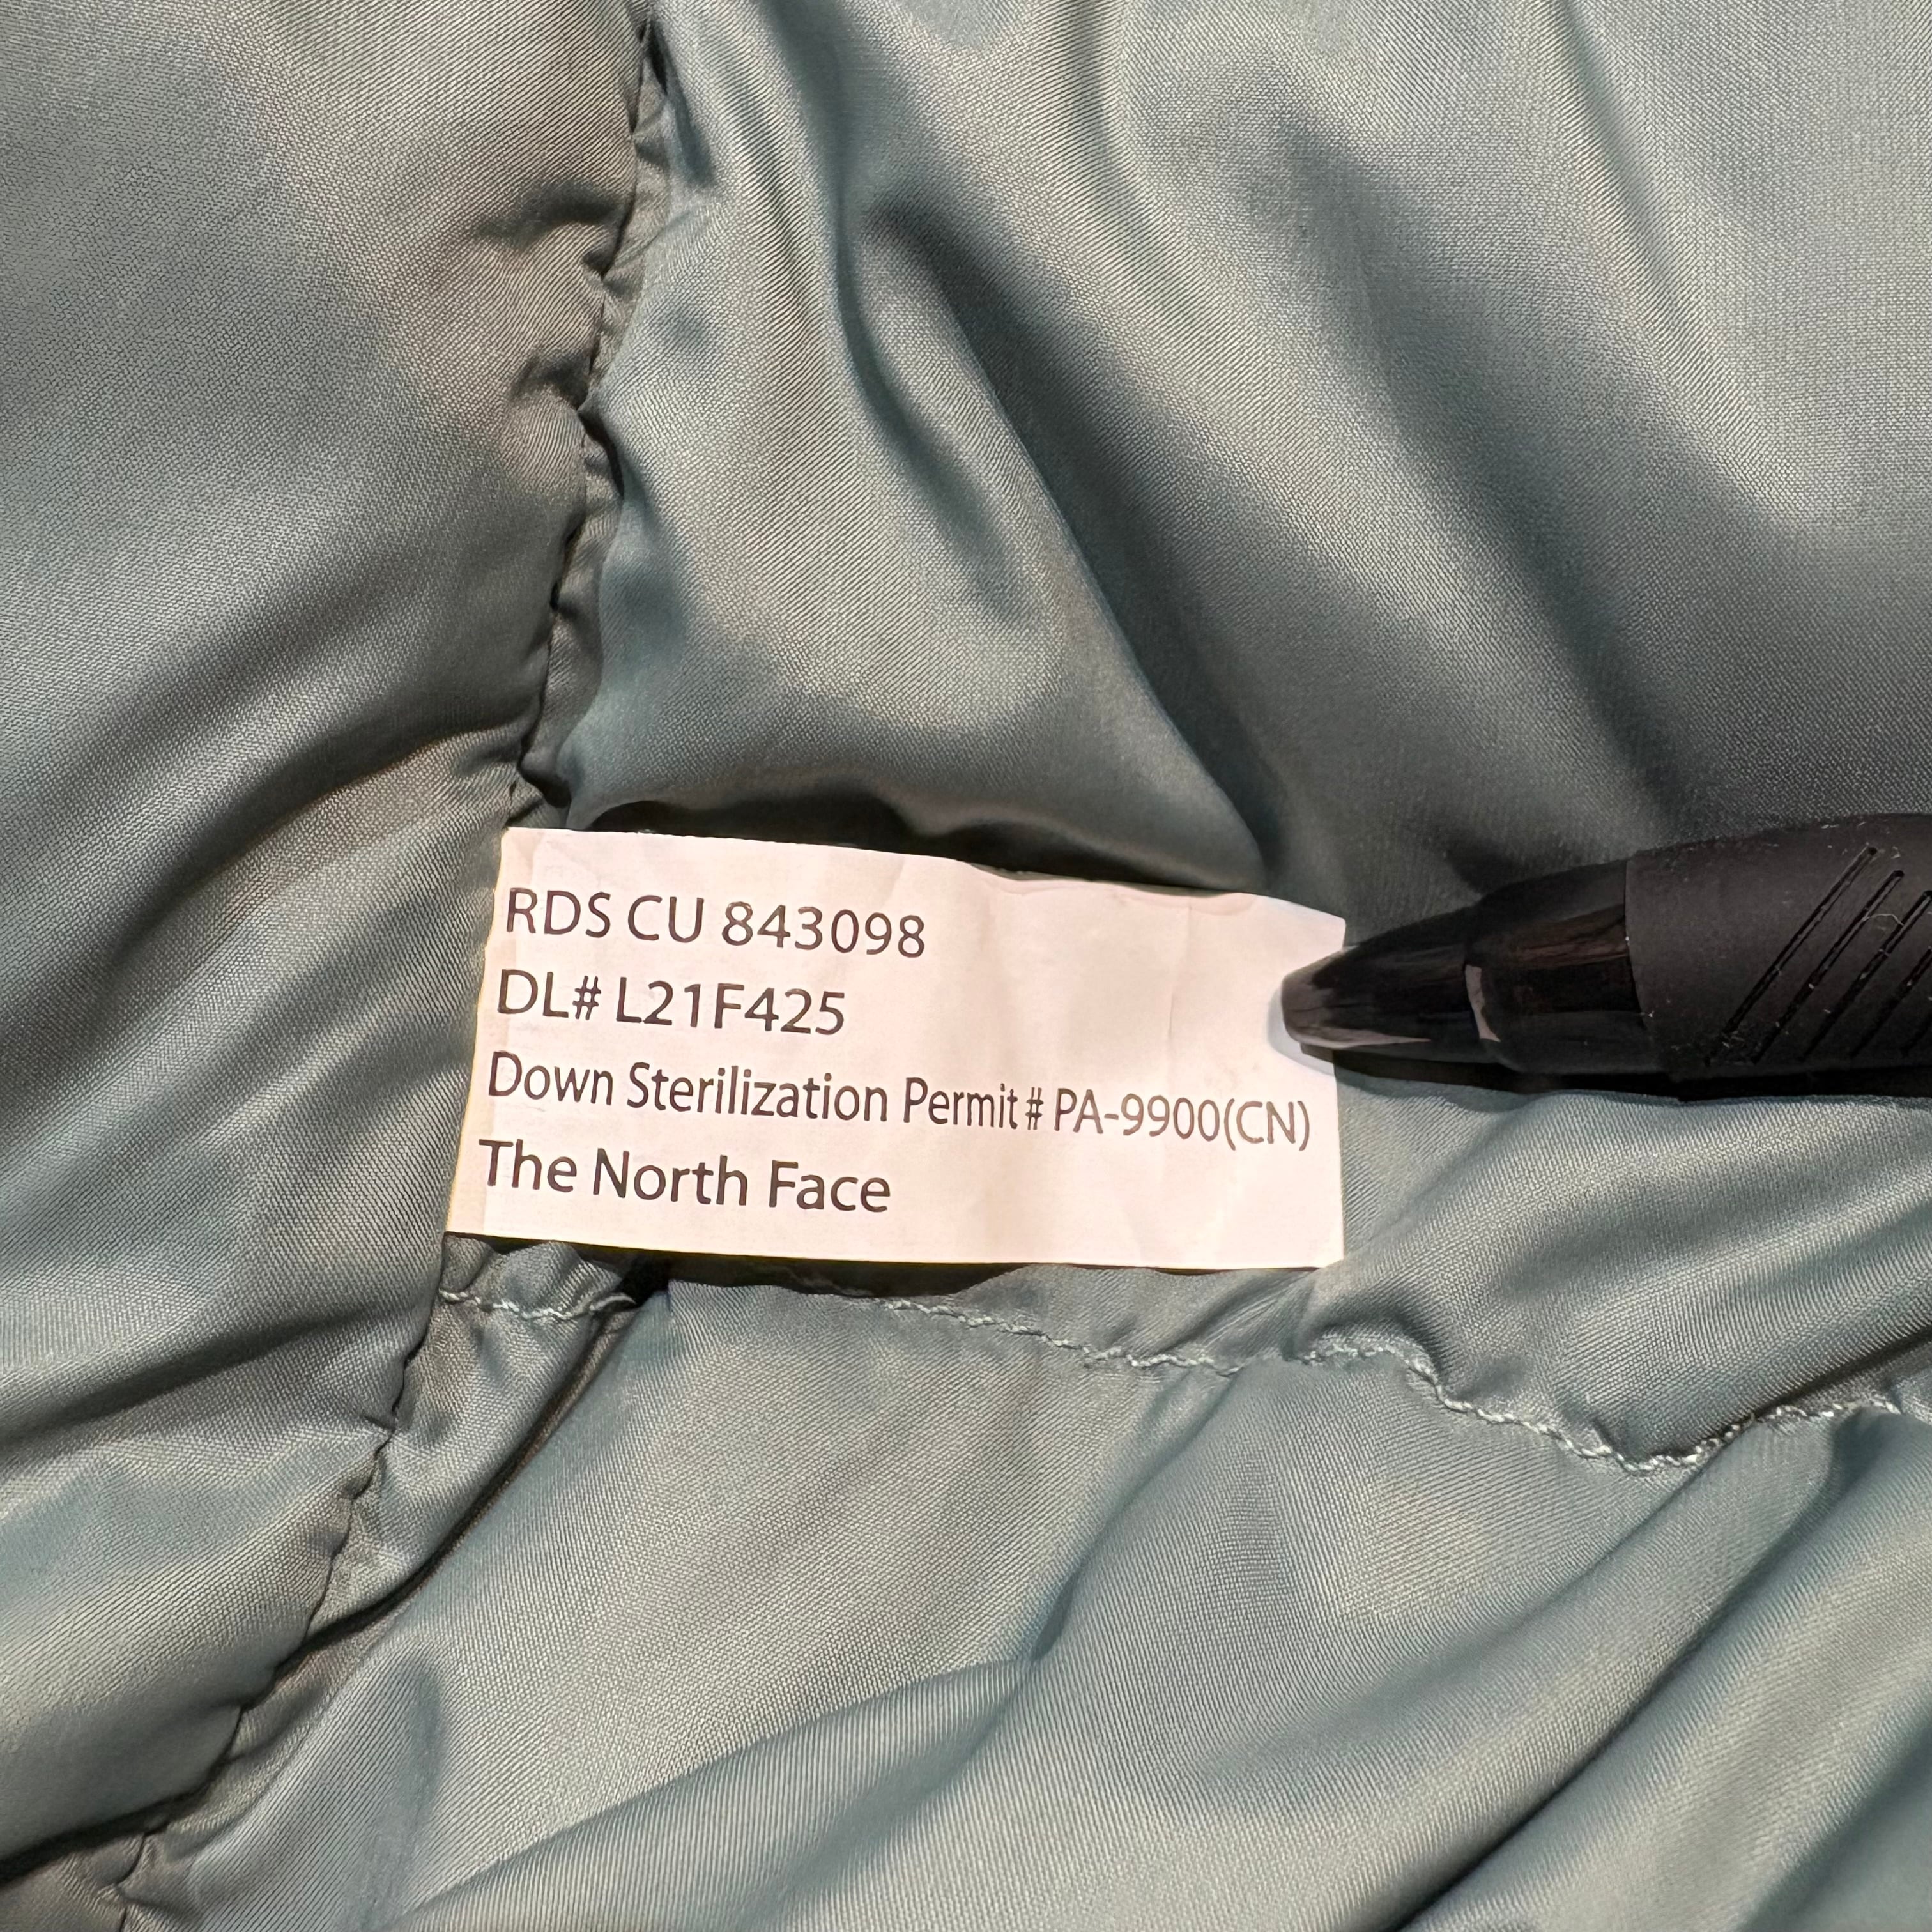 RDS CU 843098
DL# L21F425
Down Sterilization Permit# PA-9900(CN)
The North Face